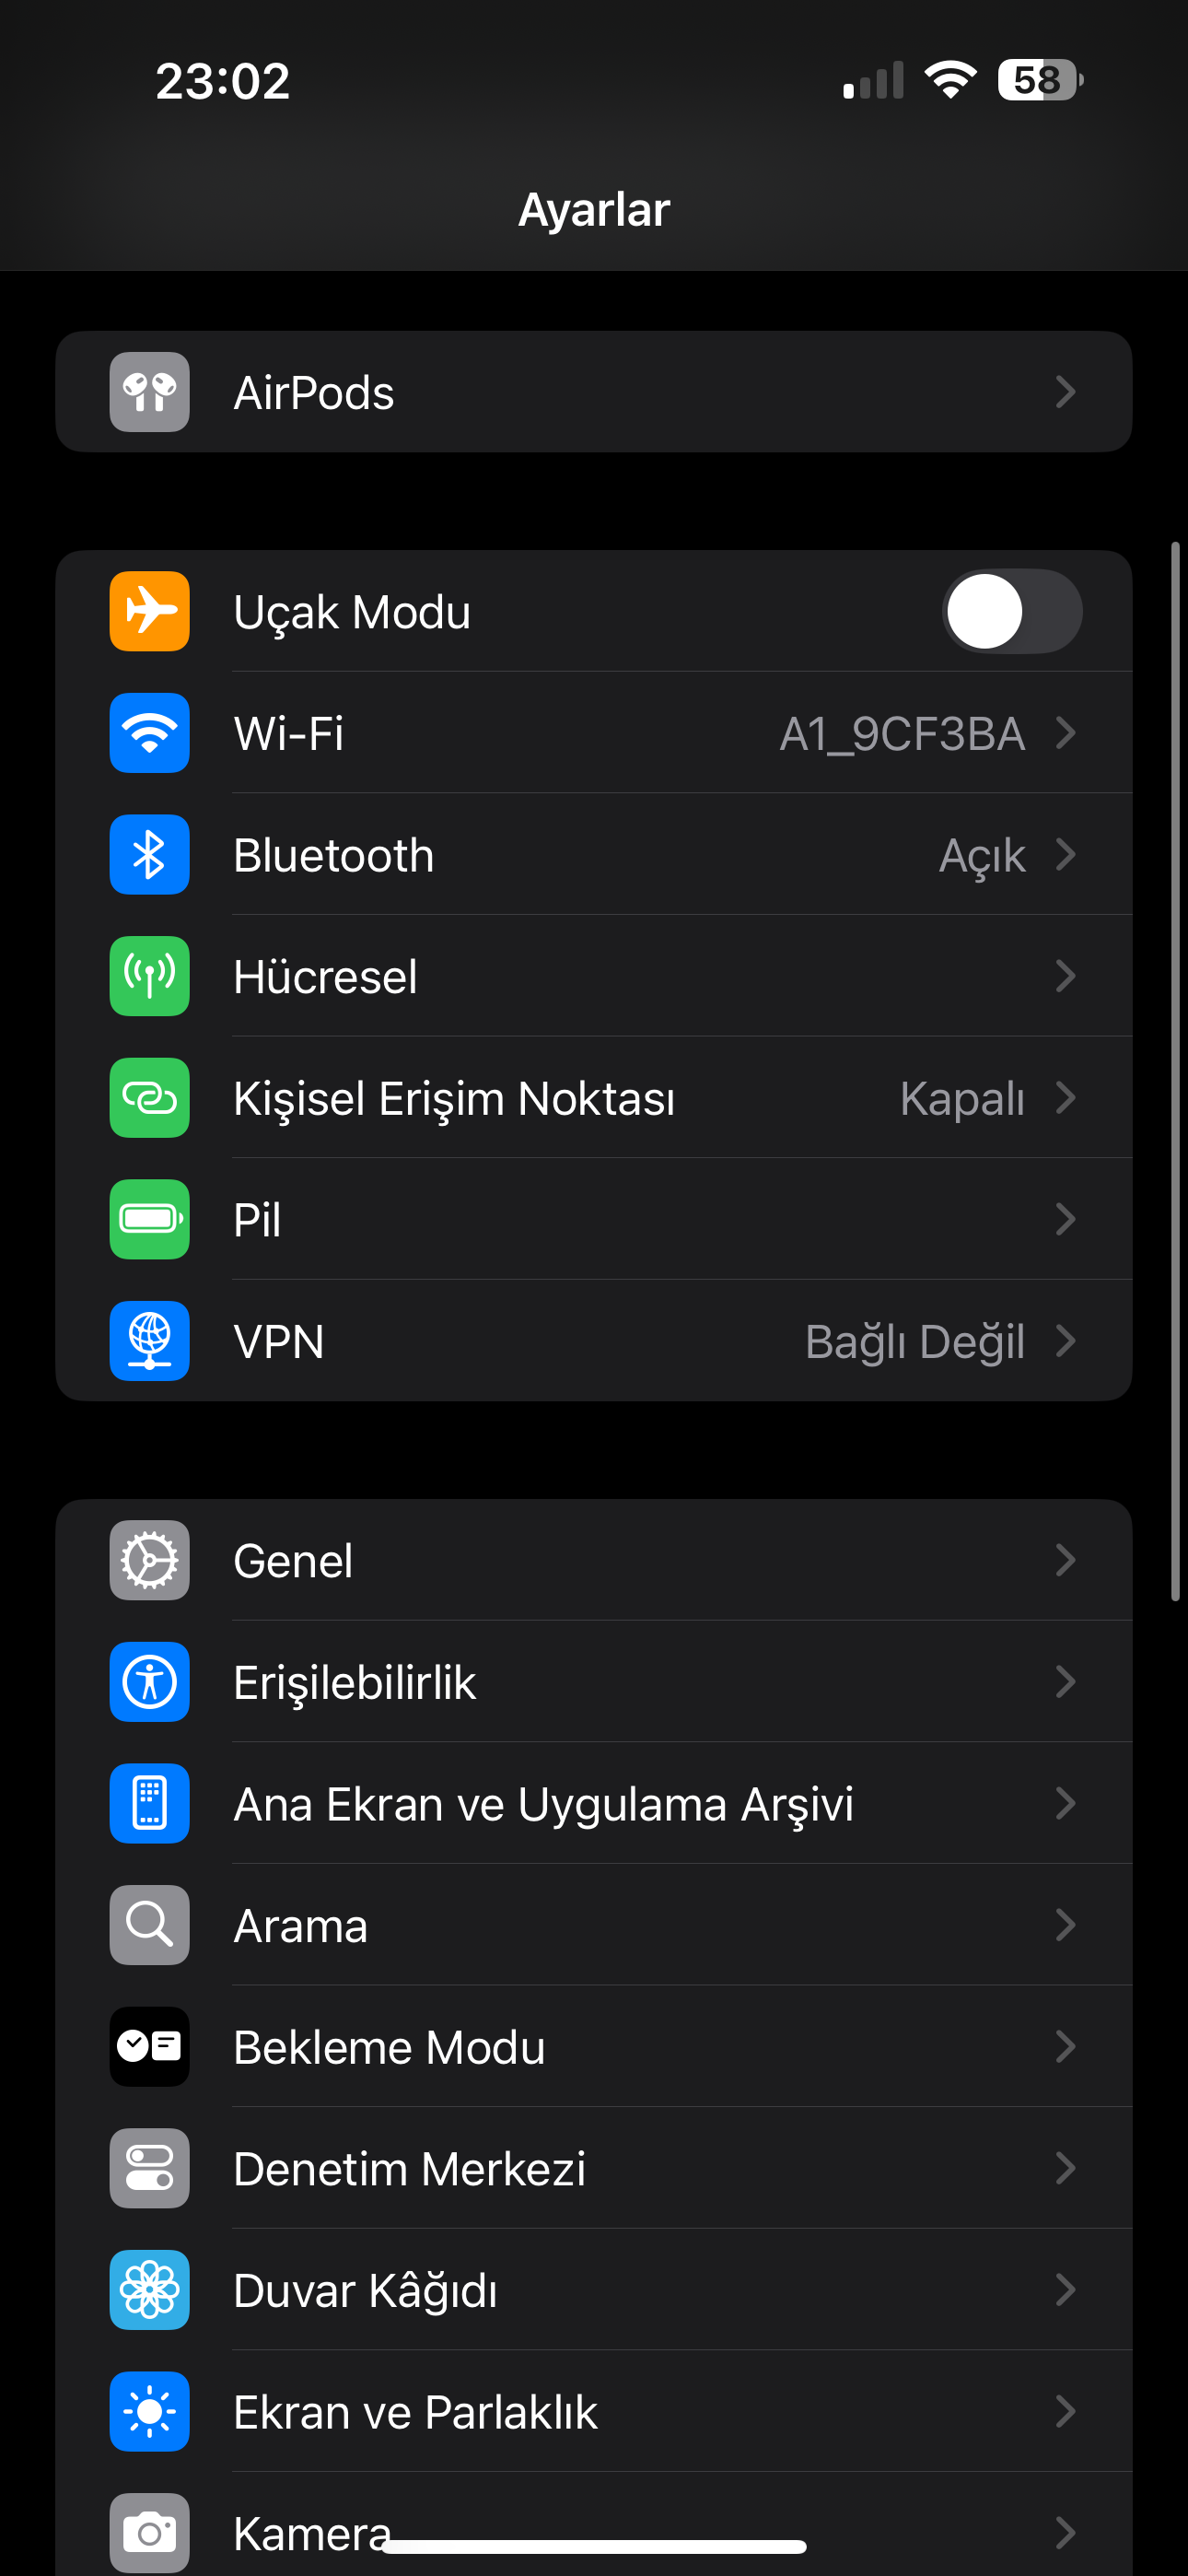 23:02
58
Ayarlar
AirPods
Uçak Modu
Wi-Fi A1_9CF3BA
Bluetooth Açık
Hücresel
Kişisel Erişim Noktası Kapalı
Pil
VPN Bağlı Değil
Genel
Erişilebilirlik
Ana Ekran ve Uygulama Arşivi
Arama
Bekleme Modu
Denetim Merkezi
Duvar Kâğıdı
Ekran ve Parlaklık
Kamera